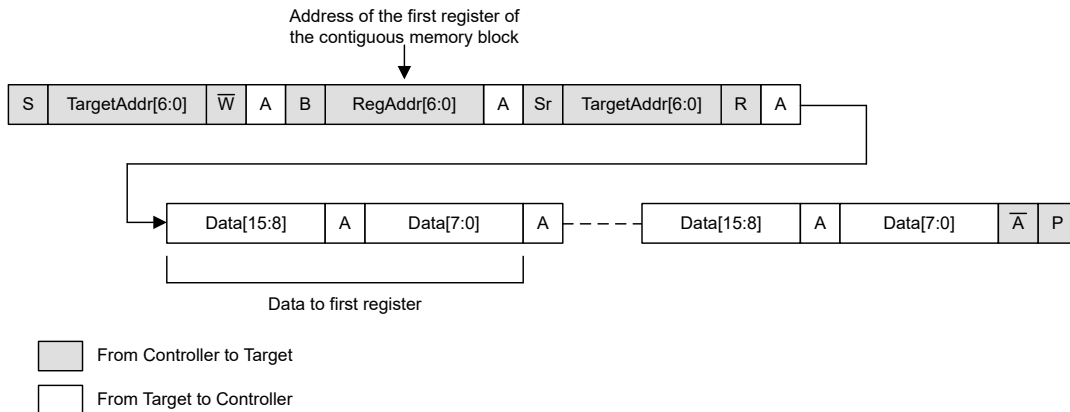 Address of the first register of
the contiguous memory block
S TargetAddr[6:0] W̅ A B RegAddr[6:0] A Sr TargetAddr[6:0] R A
Data[15:8] A Data[7:0] A Data[15:8] A Data[7:0] A̅ P
Data to first register
From Controller to Target
From Target to Controller